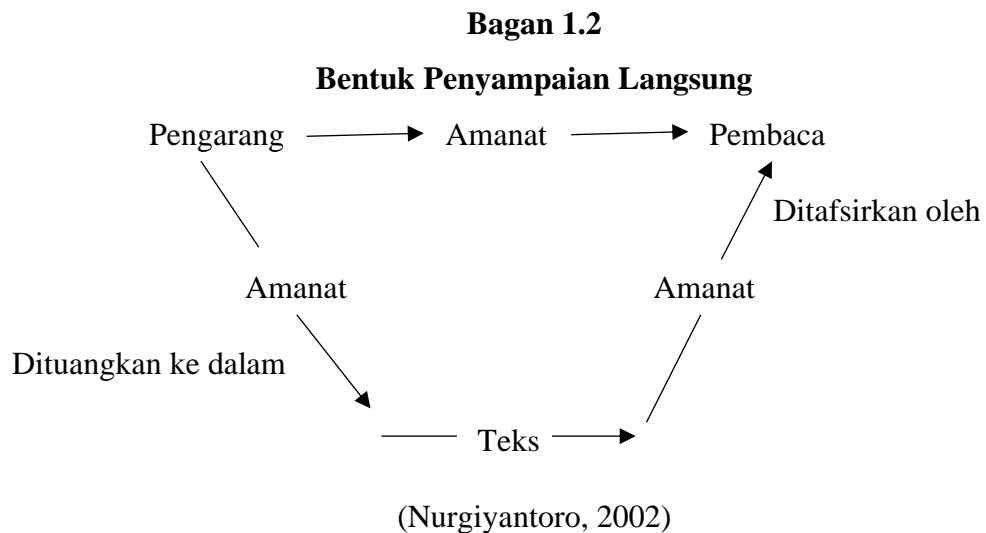 Bagan 1.2
Bentuk Penyampaian Langsung
Pengarang Amanat Pembaca
Ditafsirkan oleh
Amanat Amanat
Dituangkan ke dalam
Teks
(Nurgiyantoro, 2002)